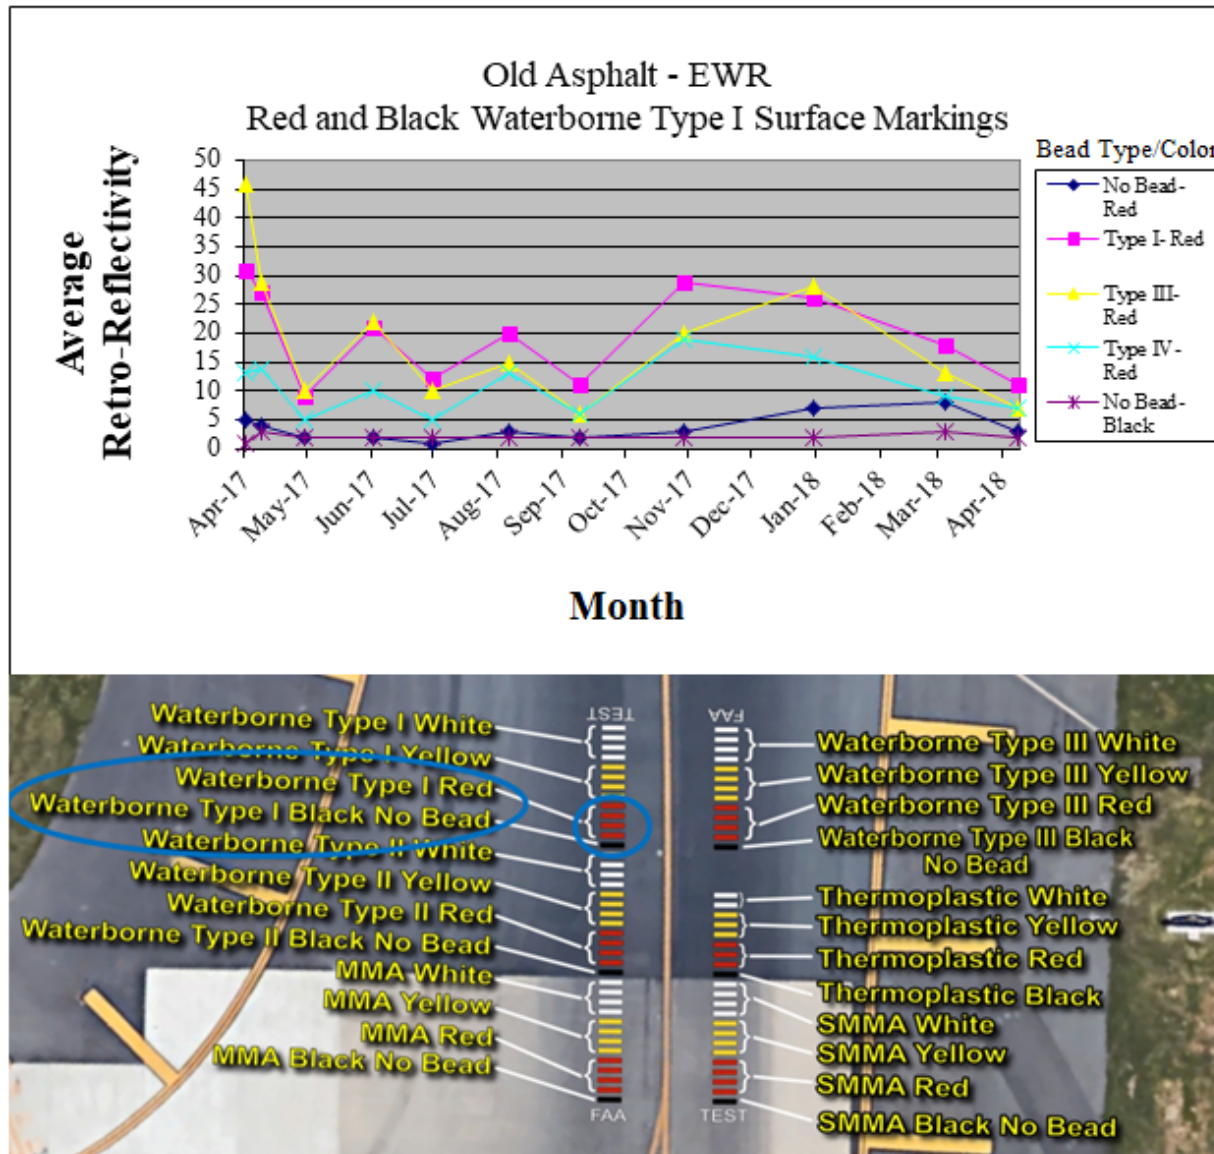 Old Asphalt - EWR
Red and Black Waterborne Type I Surface Markings
Average
Retro-Reflectivity
50
45
40
35
30
25
20
15
10
5
0
Apr-17
May-17
Jun-17
Jul-17
Aug-17
Sep-17
Oct-17
Nov-17
Dec-17
Jan-18
Feb-18
Mar-18
Apr-18
Month
Bead Type/Color
No Bead-
Red
Type I- Red
Type III-
Red
Type IV-
Red
No Bead-
Black
TEST
FAA
Waterborne Type I White
Waterborne Type I Yellow
Waterborne Type I Red
Waterborne Type I Black No Bead
Waterborne Type II White
Waterborne Type II Yellow
Waterborne Type II Red
Waterborne Type II Black No Bead
MMA White
MMA Yellow
MMA Red
MMA Black No Bead
Waterborne Type III White
Waterborne Type III Yellow
Waterborne Type III Red
Waterborne Type III Black
No Bead
Thermoplastic White
Thermoplastic Yellow
Thermoplastic Red
Thermoplastic Black
SMMA White
SMMA Yellow
SMMA Red
SMMA Black No Bead
FAA
TEST